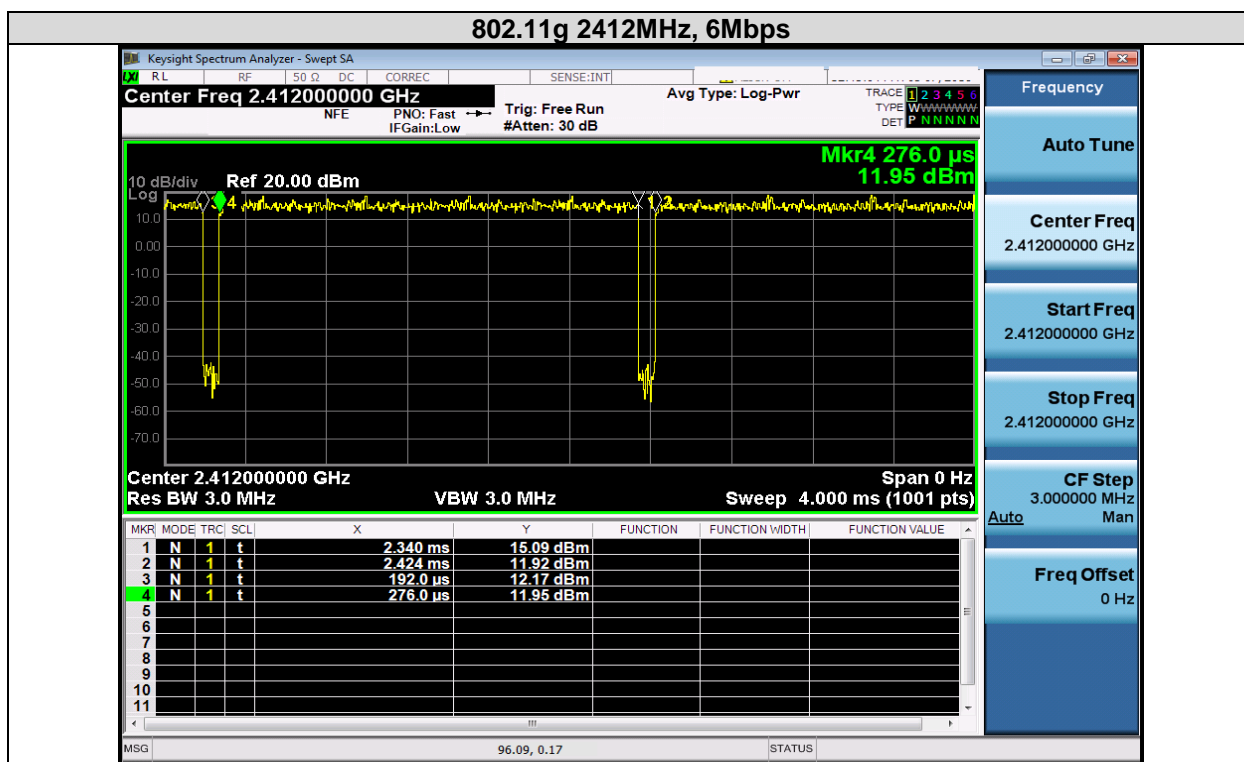 802.11g 2412MHz, 6Mbps
Keysight Spectrum Analyzer - Swept SA
LXI RL RF 50 Ω DC CORREC SENSE:INT
Center Freq 2.412000000 GHz
NFE PNO: Fast IFGain:Low
Trig: Free Run
#Atten: 30 dB
Avg Type: Log-Pwr
TRACE 1 2 3 4 5 6
TYPE WWWWWW
DET P N N N N N
Mkr4 276.0 µs
11.95 dBm
10 dB/div Ref 20.00 dBm
Log
10.0
0.00
-10.0
-20.0
-30.0
-40.0
-50.0
-60.0
-70.0
4
1 2
Center 2.412000000 GHz Span 0 Hz
Res BW 3.0 MHz VBW 3.0 MHz Sweep 4.000 ms (1001 pts)
MKR MODE TRC SCL X Y FUNCTION FUNCTION WIDTH FUNCTION VALUE
1 N 1 t 2.340 ms 15.09 dBm
2 N 1 t 2.424 ms 11.92 dBm
3 N 1 t 192.0 µs 12.17 dBm
4 N 1 t 276.0 µs 11.95 dBm
5
6
7
8
9
10
11
MSG 96.09, 0.17 STATUS
Frequency
Auto Tune
Center Freq
2.412000000 GHz
Start Freq
2.412000000 GHz
Stop Freq
2.412000000 GHz
CF Step
3.000000 MHz
Auto Man
Freq Offset
0 Hz